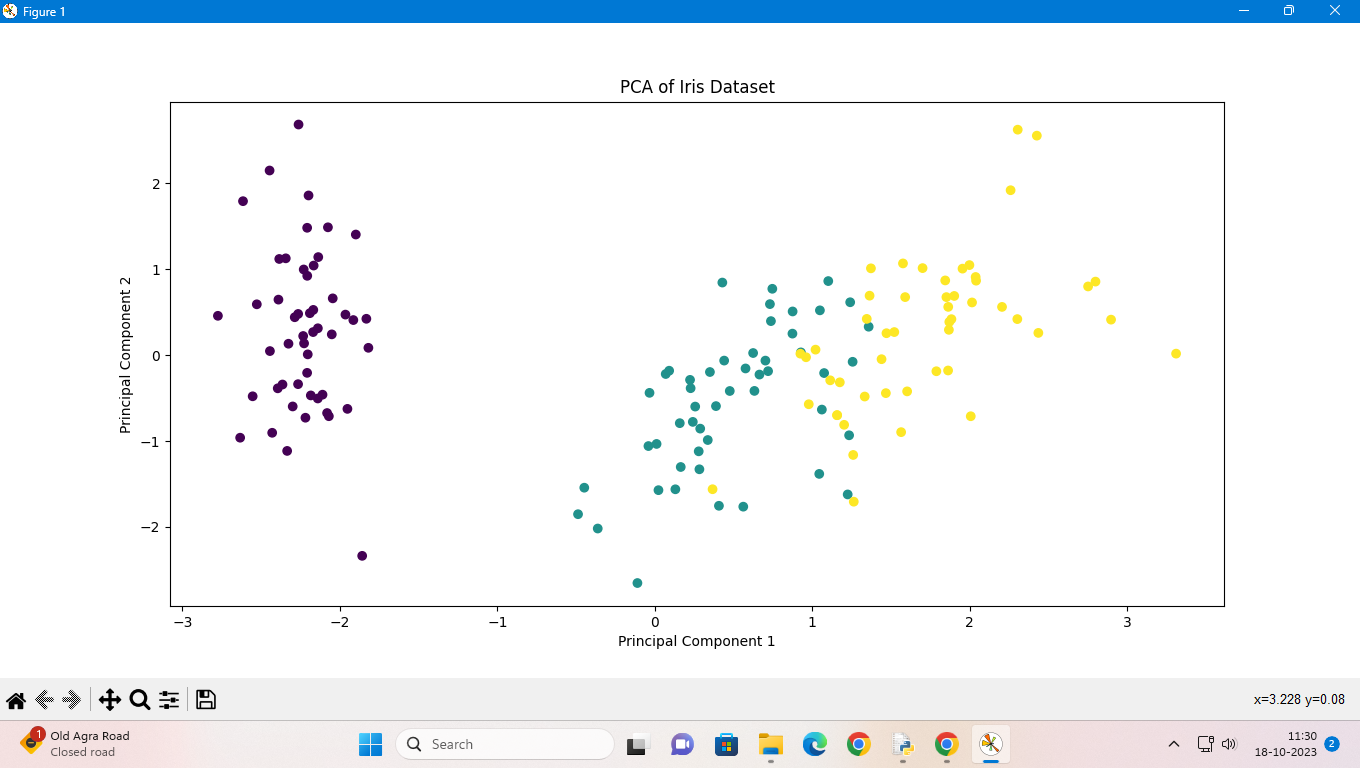 Figure 1
PCA of Iris Dataset
2
1
0
−1
−2
Principal Component 2
−3
−2
−1
0
1
2
3
Principal Component 1
x=3.228 y=0.08
1
Old Agra Road
Closed road
Search
11:30
18-10-2023
2